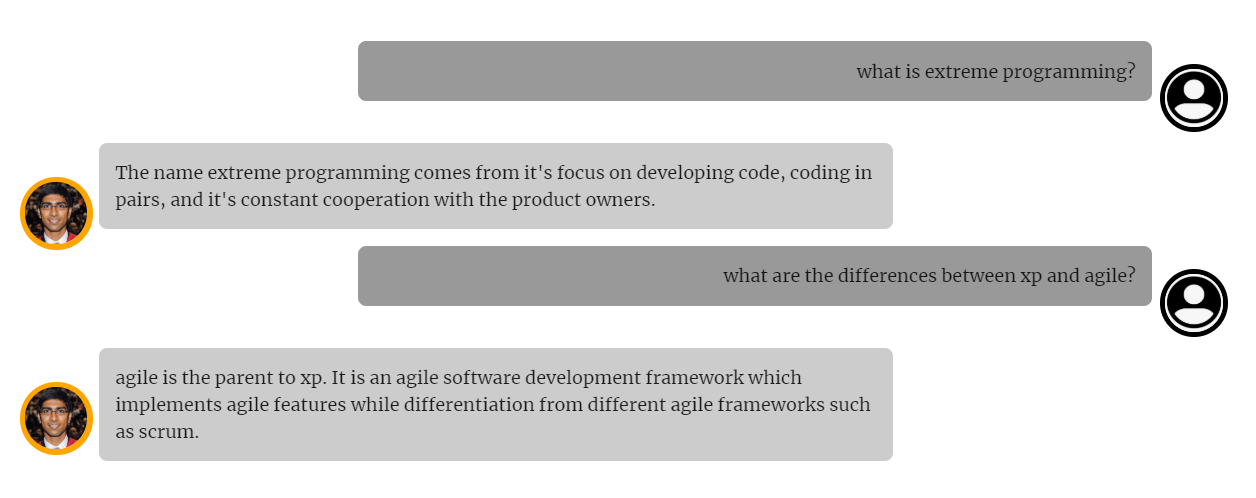 what is extreme programming?
The name extreme programming comes from it's focus on developing code, coding in
pairs, and it's constant cooperation with the product owners.
what are the differences between xp and agile?
agile is the parent to xp. It is an agile software development framework which
implements agile features while differentiation from different agile frameworks such
as scrum.